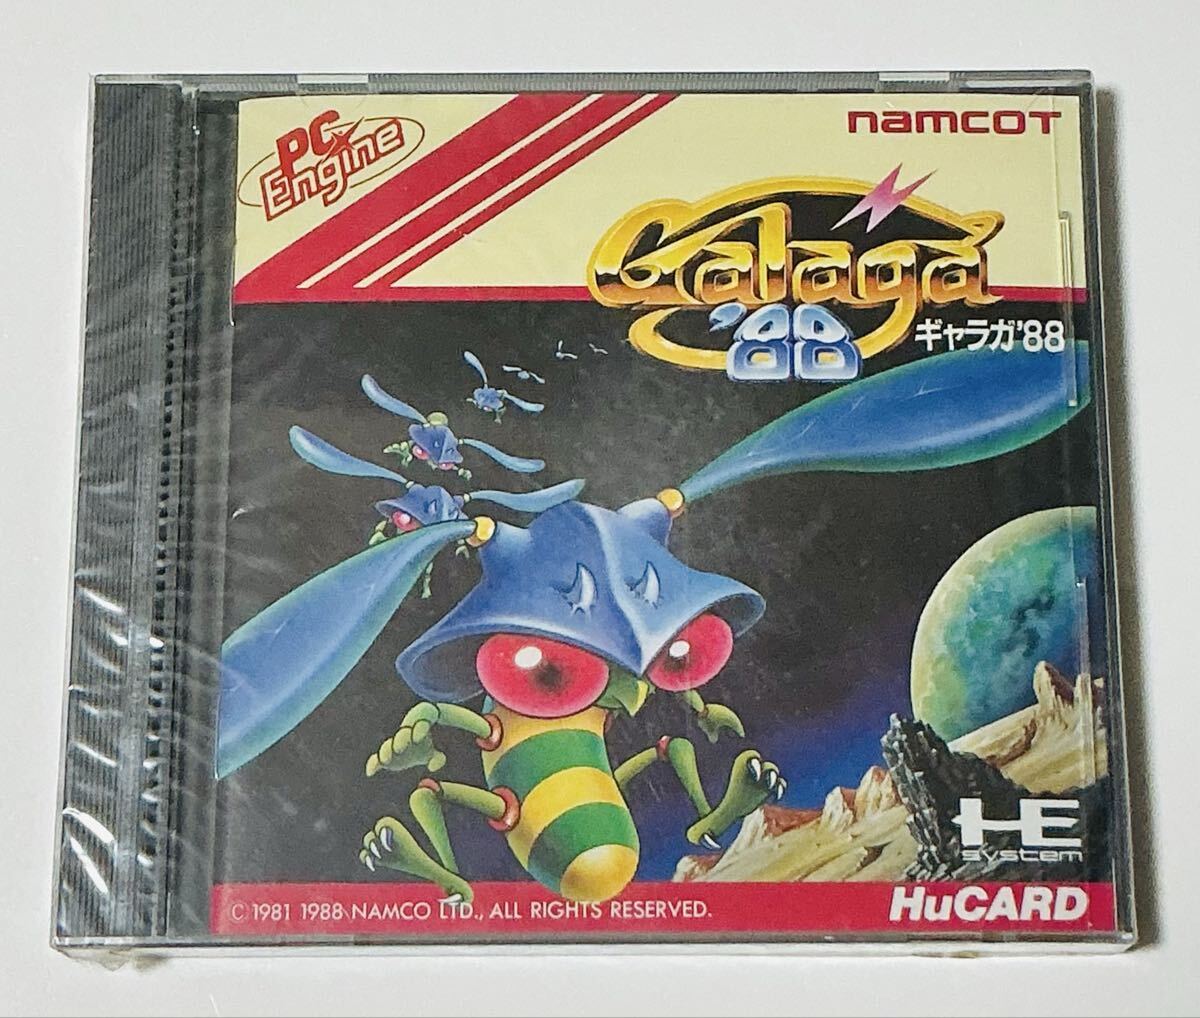 PC Engine
namcoT
Galaga
'88
ギャラガ'88
HE
system
© 1981 1988 NAMCO LTD., ALL RIGHTS RESERVED.
HuCARD